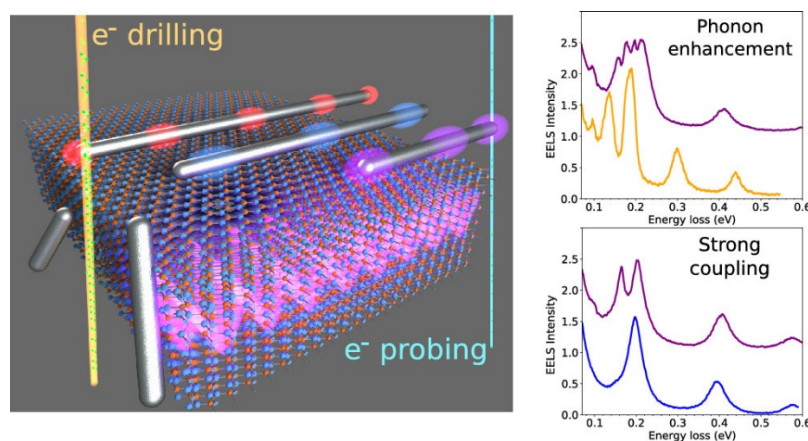 e⁻ drilling
e⁻ probing
Phonon
enhancement
EELS Intensity
2.5
2.0
1.5
1.0
0.5
0.0
0.1 0.2 0.3 0.4 0.5 0.6
Energy loss (eV)
Strong
coupling
EELS Intensity
2.5
2.0
1.5
1.0
0.5
0.0
0.1 0.2 0.3 0.4 0.5 0.6
Energy loss (eV)